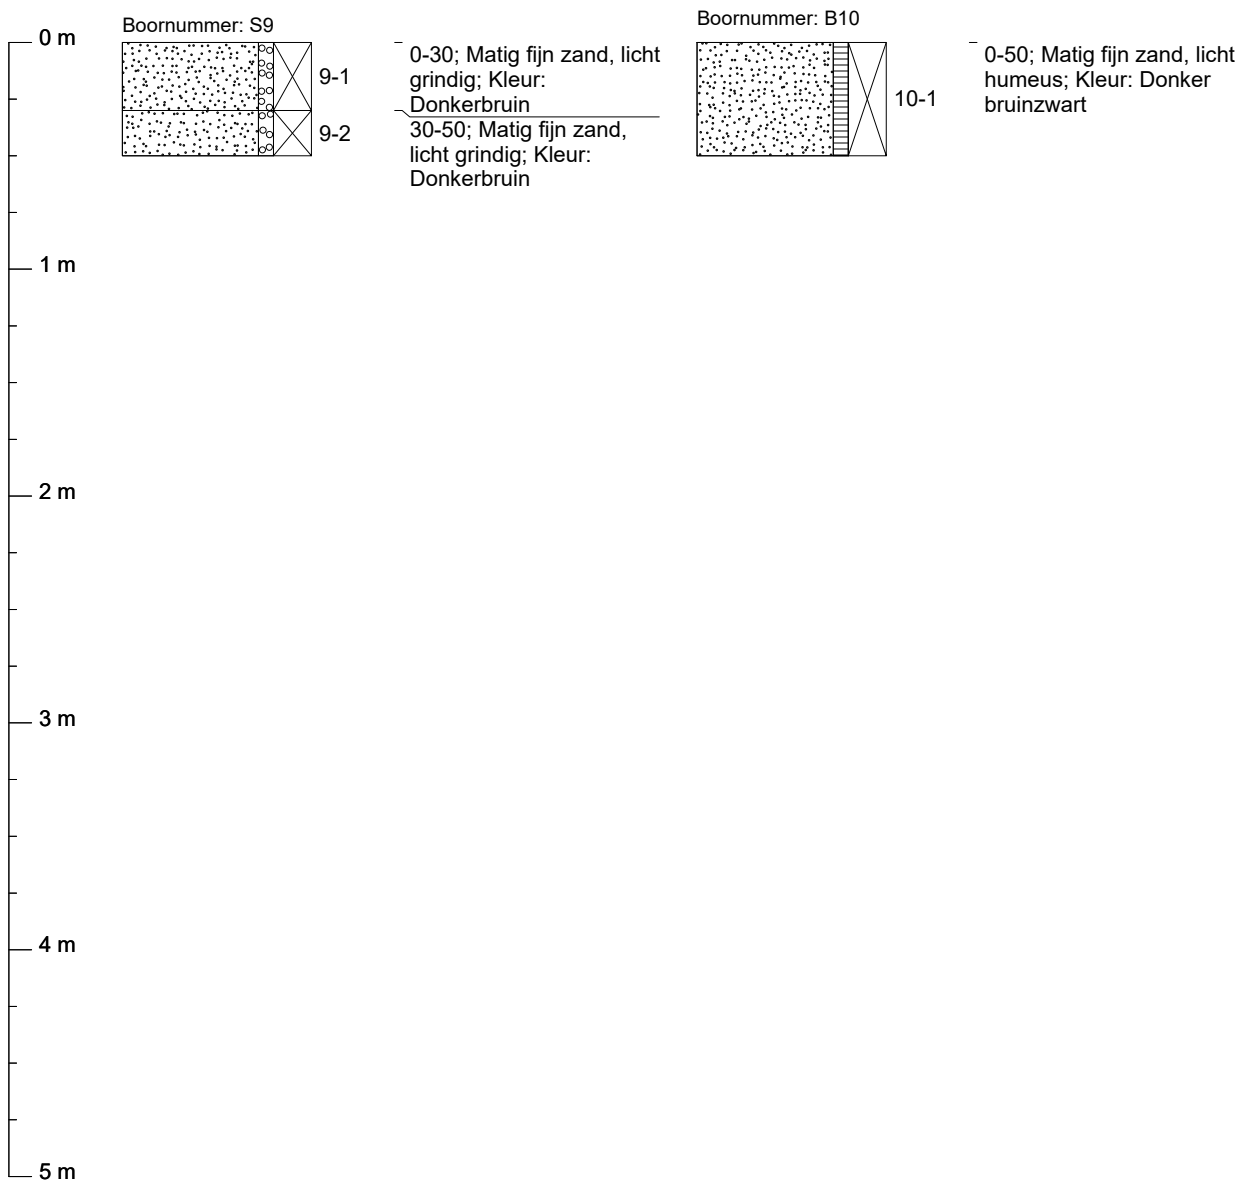 Boornummer: S9
0 m
9-1
9-2
0-30; Matig fijn zand, licht
grindig; Kleur:
Donkerbruin
30-50; Matig fijn zand,
licht grindig; Kleur:
Donkerbruin
Boornummer: B10
10-1
0-50; Matig fijn zand, licht
humeus; Kleur: Donker
bruinzwart
1 m
2 m
3 m
4 m
5 m